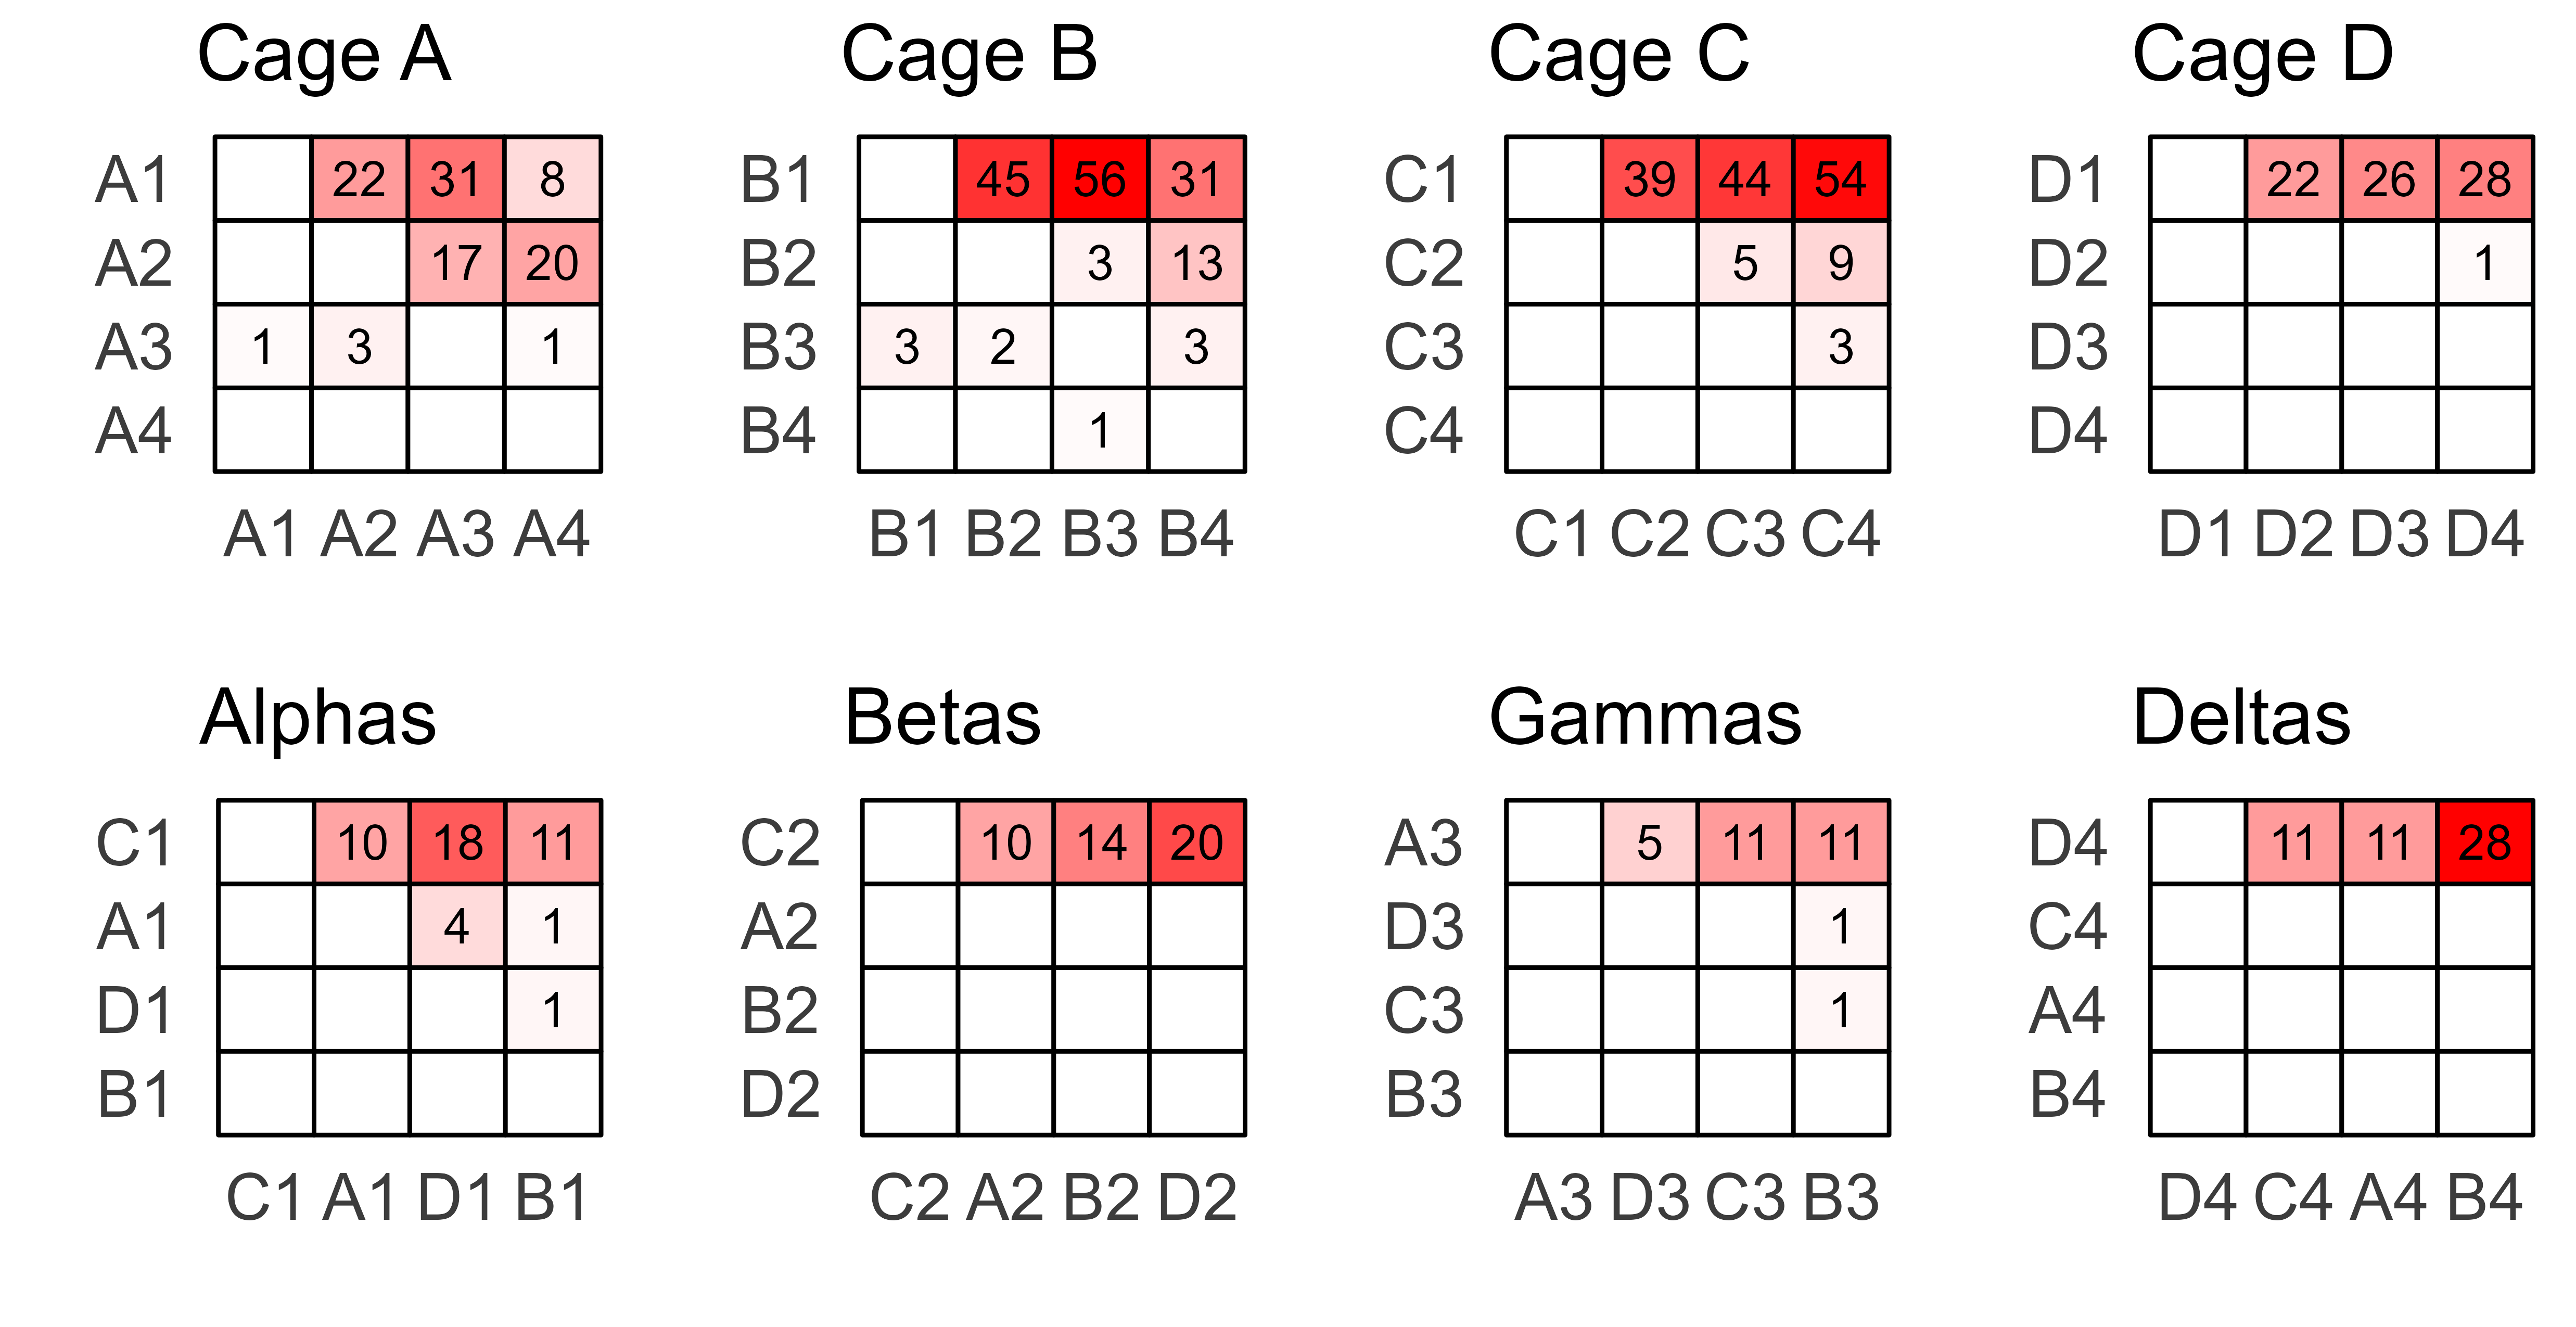 Cage A Cage B Cage C Cage D
A1 22 31 8 B1 45 56 31 C1 39 44 54 D1 22 26 28
A2 17 20 B2 3 13 C2 5 9 D2 1
A3 1 3 1 B3 3 2 3 C3 3 D3
A4 B4 1 C4 D4
A1 A2 A3 A4 B1 B2 B3 B4 C1 C2 C3 C4 D1 D2 D3 D4
Alphas Betas Gammas Deltas
C1 10 18 11 C2 10 14 20 A3 5 11 11 D4 11 11 28
A1 4 1 A2 D3 1 C4
D1 1 B2 C3 1 A4
B1 D2 B3 B4
C1 A1 D1 B1 C2 A2 B2 D2 A3 D3 C3 B3 D4 C4 A4 B4